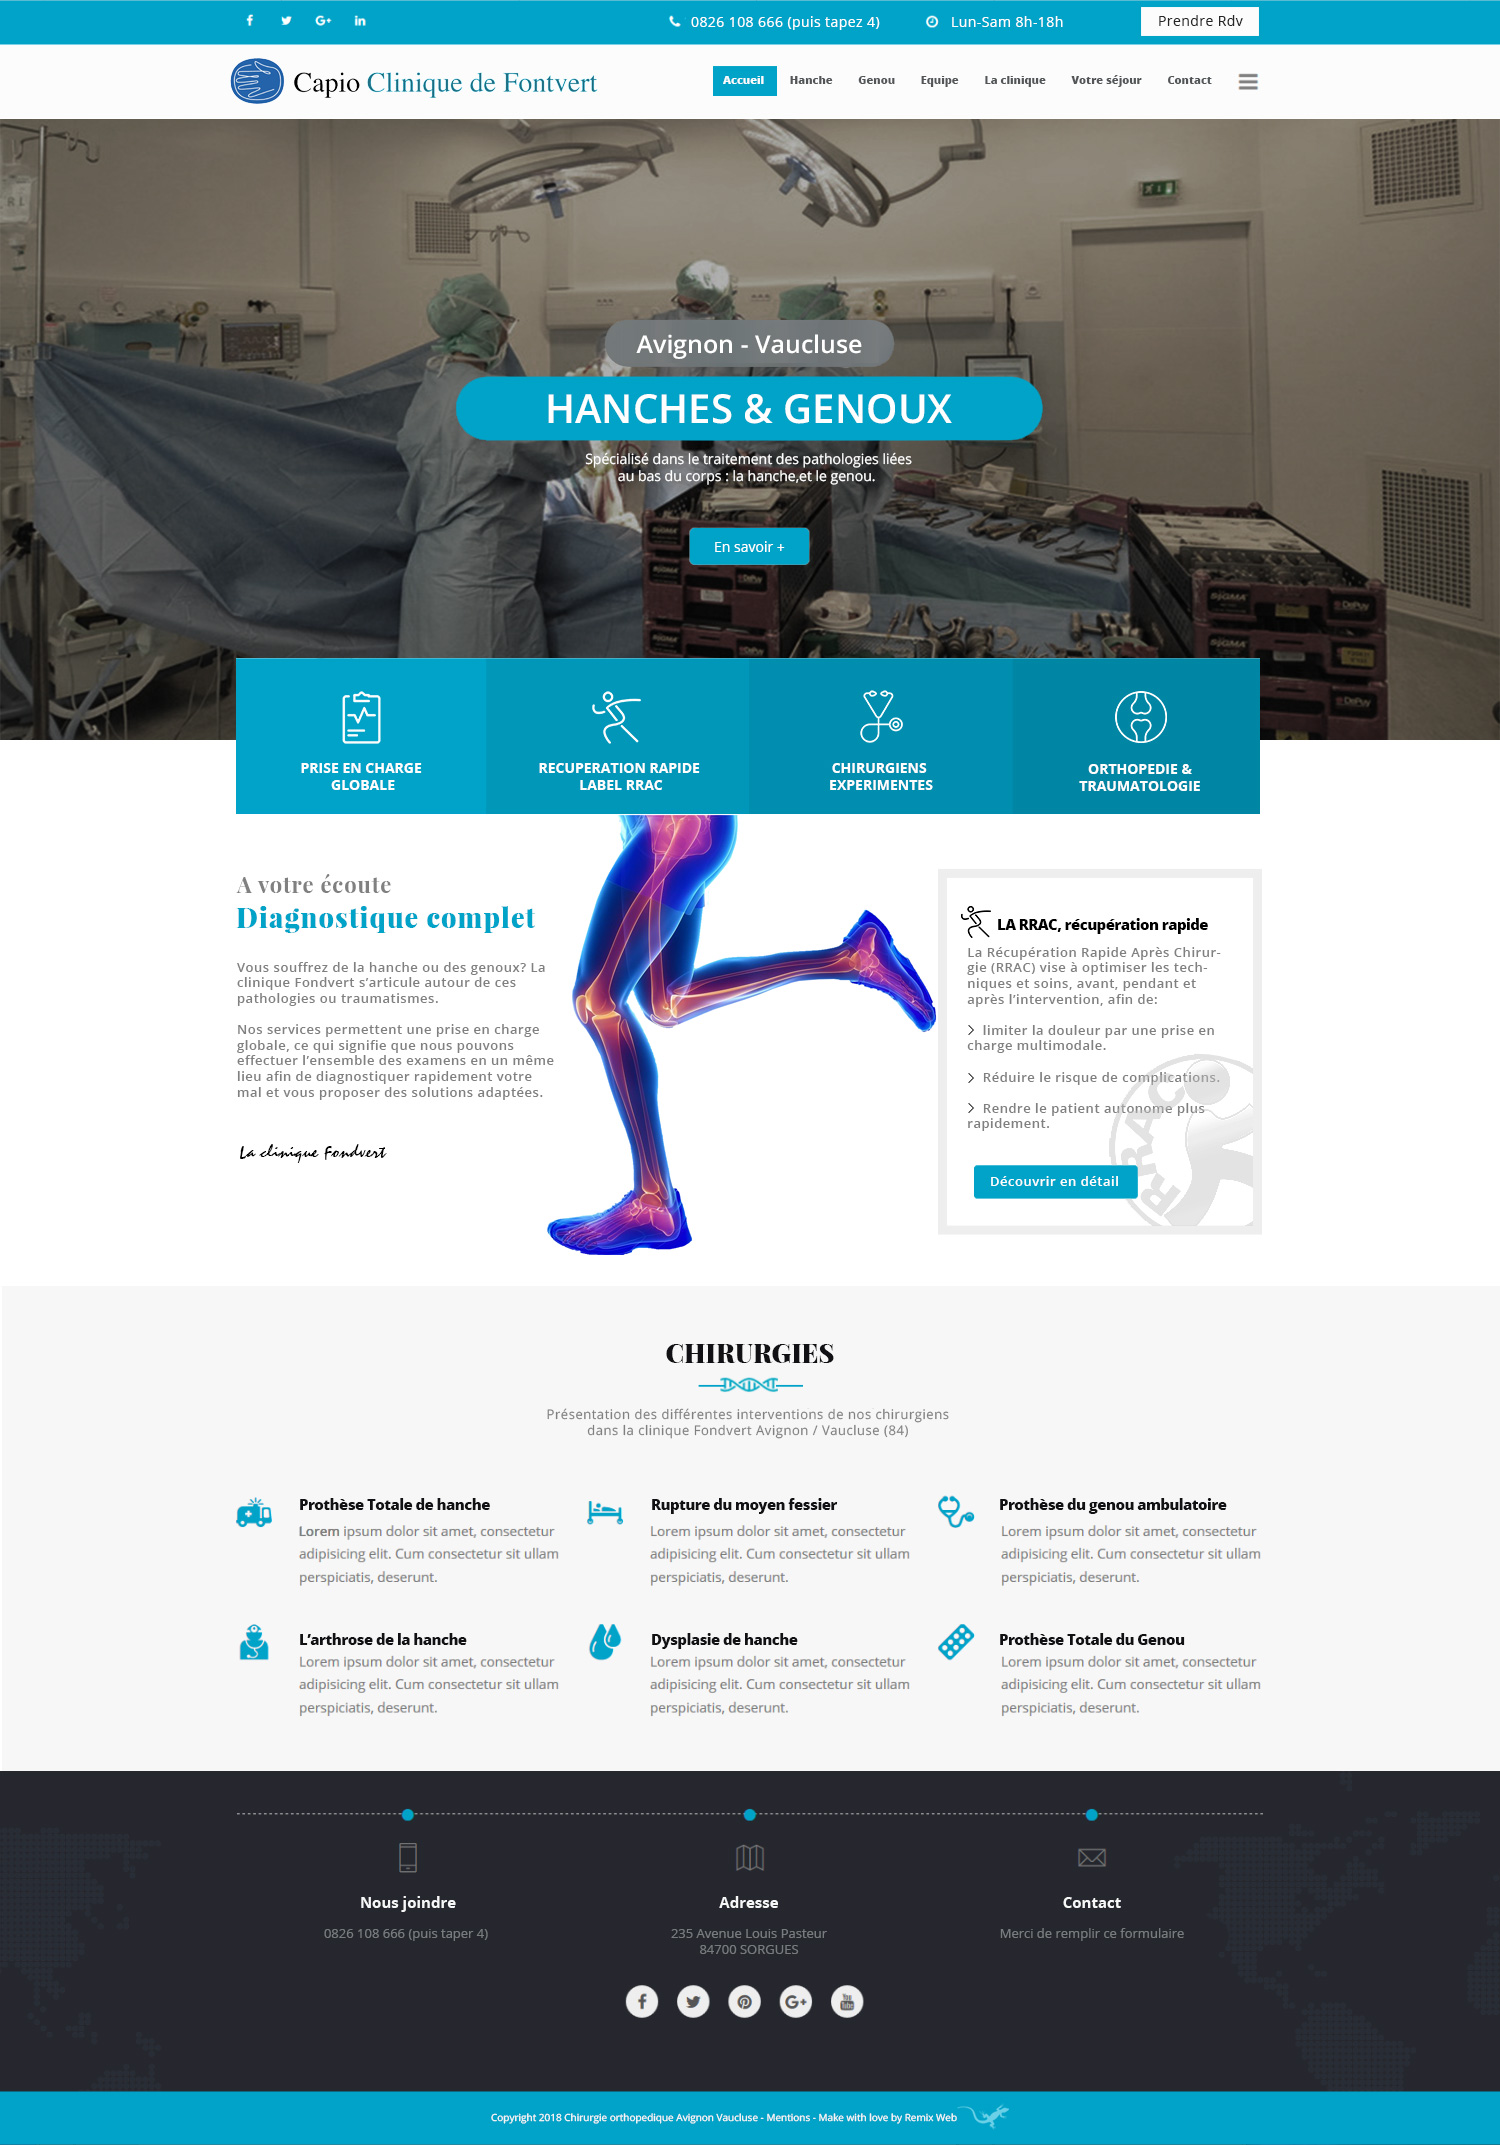 0826 108 666 (puis tapez 4)
Lun-Sam 8h-18h
Prendre Rdv
Capio Clinique de Fontvert
Accueil
Hanche
Genou
Equipe
La clinique
Votre séjour
Contact
Avignon - Vaucluse
HANCHES & GENOUX
Spécialisé dans le traitement des pathologies liées
au bas du corps : la hanche,et le genou.
En savoir +
SIGMA
DePuy
SIGMA
DePuy
PRISE EN CHARGE
GLOBALE
RECUPERATION RAPIDE
LABEL RRAC
CHIRURGIENS
EXPERIMENTES
ORTHOPEDIE &
TRAUMATOLOGIE
A votre écoute
Diagnostique complet
Vous souffrez de la hanche ou des genoux? La
clinique Fondvert s'articule autour de ces
pathologies ou traumatismes.
Nos services permettent une prise en charge
globale, ce qui signifie que nous pouvons
effectuer l'ensemble des examens en un même
lieu afin de diagnostiquer rapidement votre
mal et vous proposer des solutions adaptées.
La clinique Fondvert
LA RRAC, récupération rapide
La Récupération Rapide Après Chirur-
gie (RRAC) vise à optimiser les tech-
niques et soins, avant, pendant et
après l'intervention, afin de:
> limiter la douleur par une prise en
charge multimodale.
> Réduire le risque de complications.
> Rendre le patient autonome plus
rapidement.
RRAC
Découvrir en détail
CHIRURGIES
Présentation des différentes interventions de nos chirurgiens
dans la clinique Fondvert Avignon / Vaucluse (84)
Prothèse Totale de hanche
Lorem ipsum dolor sit amet, consectetur
adipisicing elit. Cum consectetur sit ullam
perspiciatis, deserunt.
Rupture du moyen fessier
Lorem ipsum dolor sit amet, consectetur
adipisicing elit. Cum consectetur sit ullam
perspiciatis, deserunt.
Prothèse du genou ambulatoire
Lorem ipsum dolor sit amet, consectetur
adipisicing elit. Cum consectetur sit ullam
perspiciatis, deserunt.
L'arthrose de la hanche
Lorem ipsum dolor sit amet, consectetur
adipisicing elit. Cum consectetur sit ullam
perspiciatis, deserunt.
Dysplasie de hanche
Lorem ipsum dolor sit amet, consectetur
adipisicing elit. Cum consectetur sit ullam
perspiciatis, deserunt.
Prothèse Totale du Genou
Lorem ipsum dolor sit amet, consectetur
adipisicing elit. Cum consectetur sit ullam
perspiciatis, deserunt.
Nous joindre
0826 108 666 (puis taper 4)
Adresse
235 Avenue Louis Pasteur
84700 SORGUES
Contact
Merci de remplir ce formulaire
Copyright 2018 Chirurgie orthopedique Avignon Vaucluse - Mentions - Make with love by Remix Web